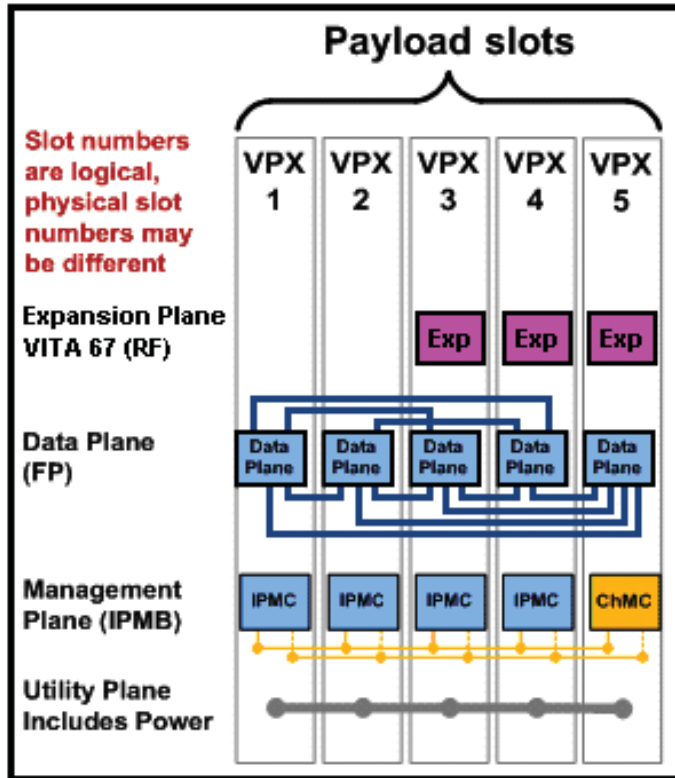 Payload slots
Slot numbers
are logical,
physical slot
numbers may
be different
VPX VPX VPX VPX VPX
1 2 3 4 5
Expansion Plane
VITA 67 (RF)
Exp Exp Exp
Data Plane
(FP)
Data Data Data Data Data
Plane Plane Plane Plane Plane
Management
Plane (IPMB)
IPMC IPMC IPMC IPMC ChMC
Utility Plane
Includes Power